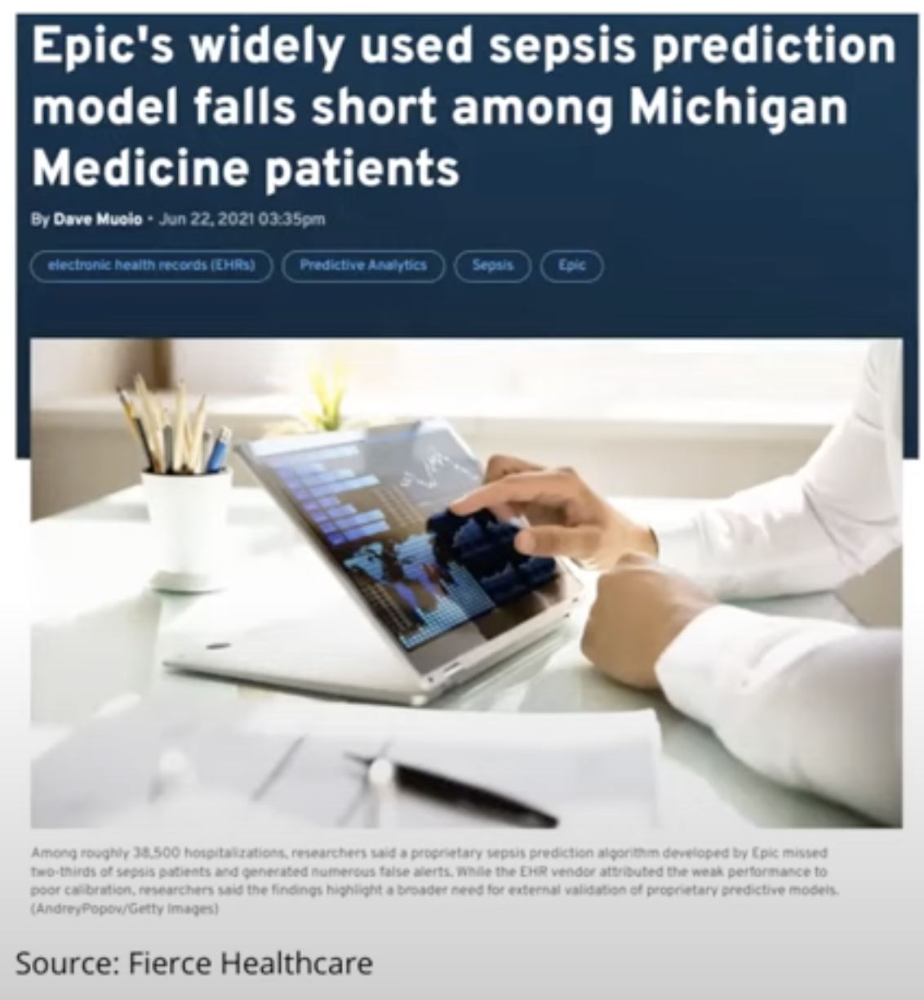 Epic's widely used sepsis prediction
model falls short among Michigan
Medicine patients
By Dave Muoio • Jun 22, 2021 03:35pm
electronic health records (EHRs)
Predictive Analytics
Sepsis
Epic
Among roughly 38,500 hospitalizations, researchers said a proprietary sepsis prediction algorithm developed by Epic missed
two-thirds of sepsis patients and generated numerous false alerts. While the EHR vendor attributed the weak performance to
poor calibration, researchers said the findings highlight a broader need for external validation of proprietary predictive models.
(AndreyPopov/Getty Images)
Source: Fierce Healthcare